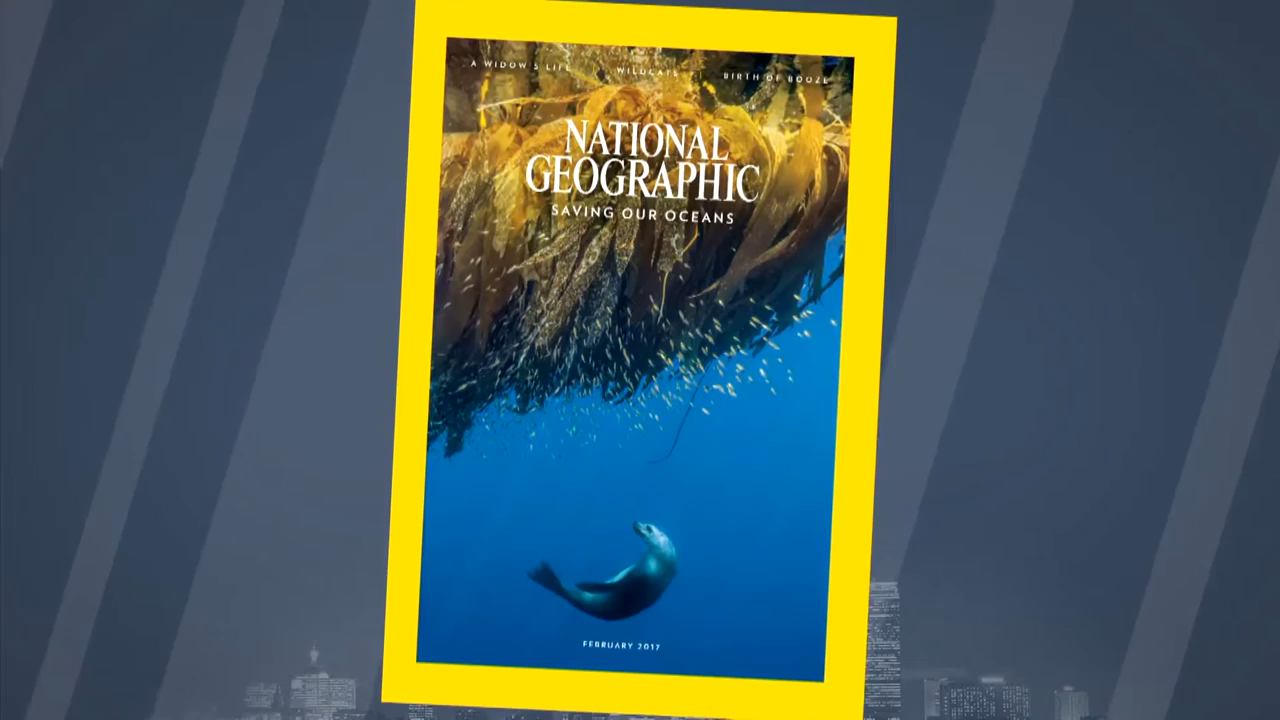 A WIDOW'S LIFE WILDCATS BIRTH OF BOOZE
NATIONAL
GEOGRAPHIC
SAVING OUR OCEANS
FEBRUARY 2017